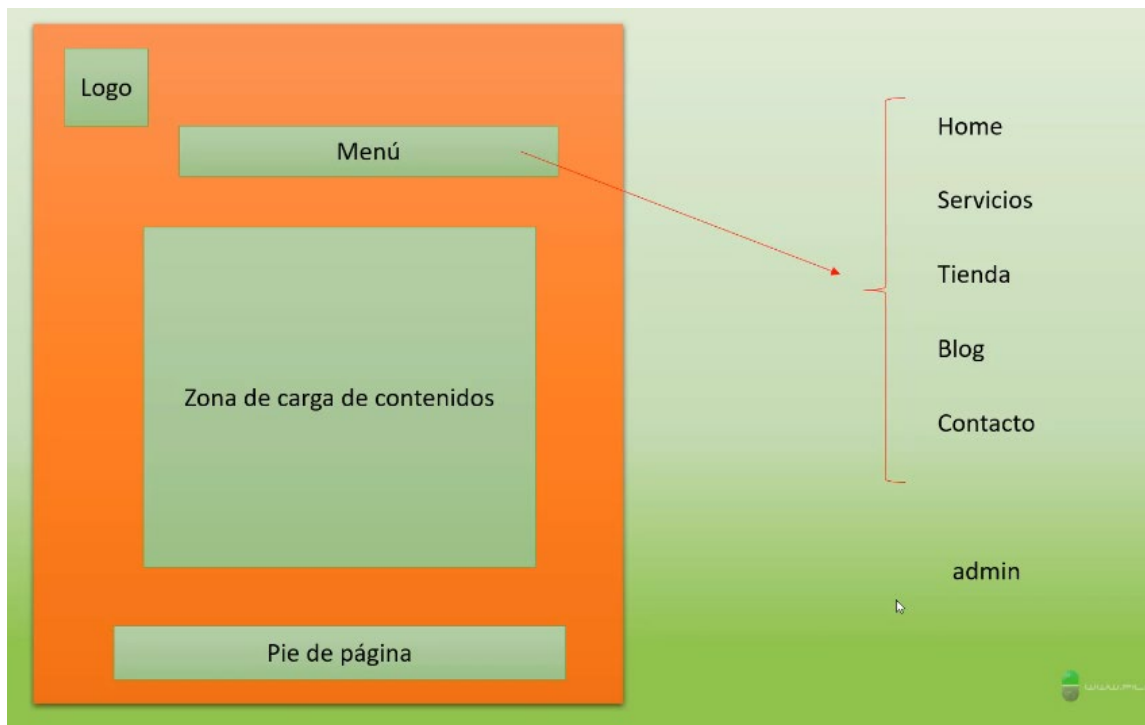 Logo
Menú
Zona de carga de contenidos
Pie de página
Home
Servicios
Tienda
Blog
Contacto
admin